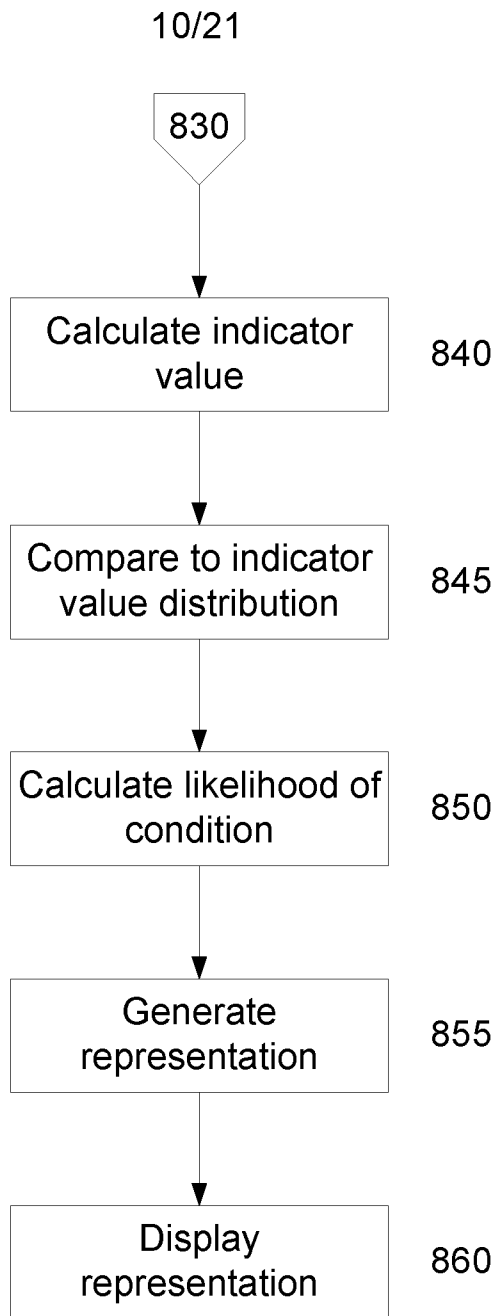 10/21
830
Calculate indicator
value
840
Compare to indicator
value distribution
845
Calculate likelihood of
condition
850
Generate
representation
855
Display
representation
860